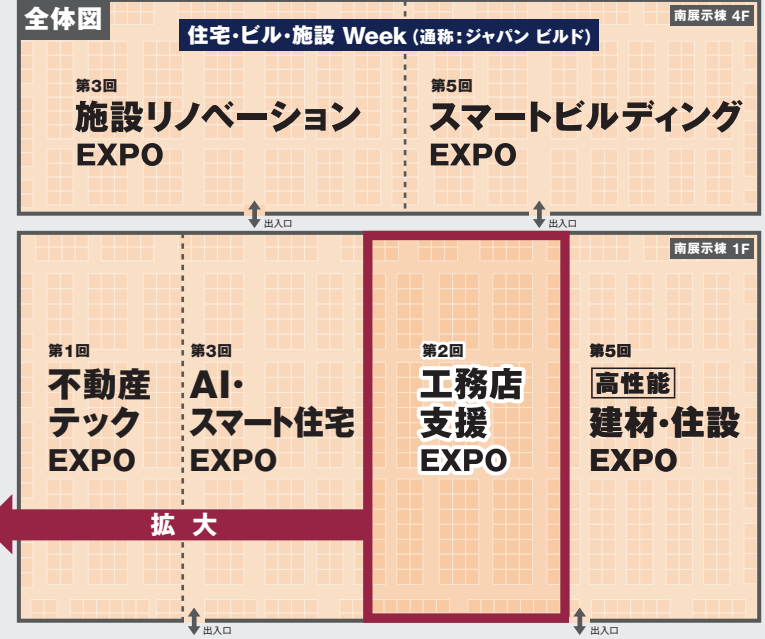 全体図
住宅・ビル・施設 Week（通称：ジャパン ビルド）
南展示棟 4F
第3回
施設リノベーション
EXPO
第5回
スマートビルディング
EXPO
出入口
出入口
南展示棟 1F
第1回
不動産
テック
EXPO
第3回
AI・
スマート住宅
EXPO
第2回
工務店
支援
EXPO
第5回
高性能
建材・住設
EXPO
拡大
出入口
出入口